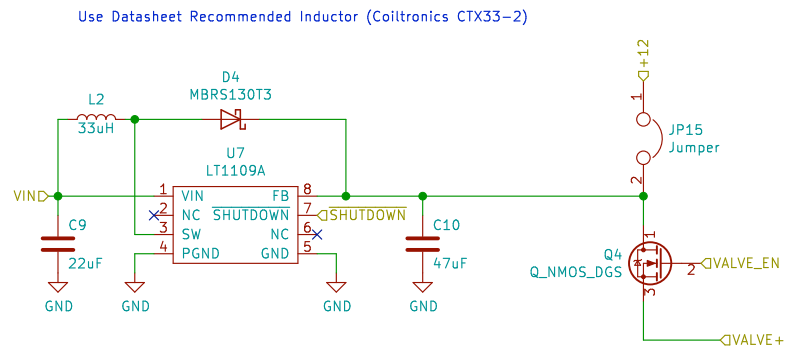 Use Datasheet Recommended Inductor (Coiltronics CTX33-2)
+12
D4
MBRS130T3
L2
33uH
1
JP15
Jumper
2
U7
LT1109A
VIN
1 VIN FB 8
2 NC SHUTDOWN 7 SHUTDOWN
3 SW NC 6
4 PGND GND 5
C9
22uF
C10
47uF
GND
GND
GND
GND
1
Q4
Q_NMOS_DGS
2
VALVE_EN
3
VALVE+